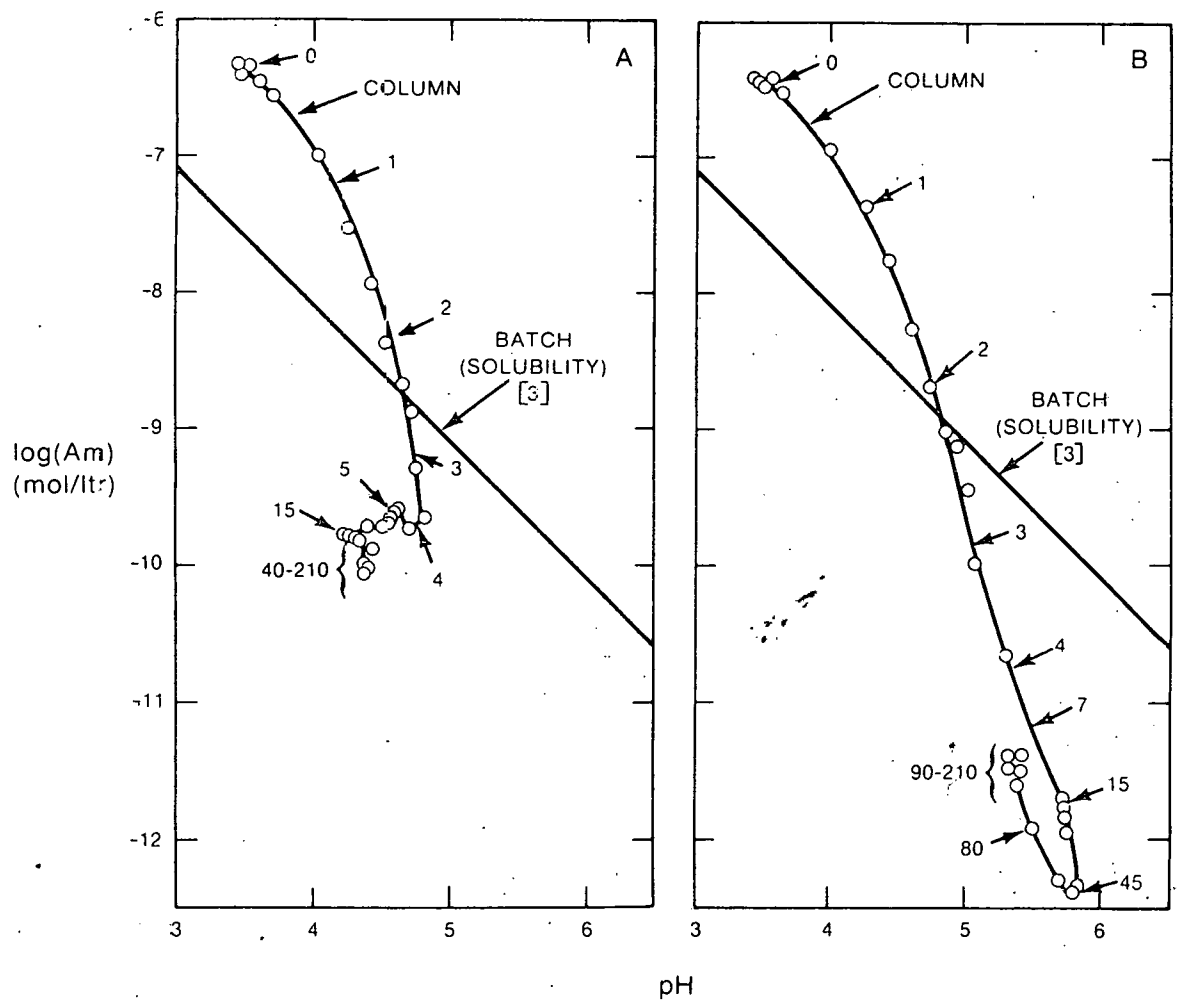 -6
-7
-8
-9
-10
-11
-12
log(Am)
(mol/ltr)
A
0
COLUMN
1
2
BATCH
(SOLUBILITY)
[3]
3
5
15
40-210
4
3 4 5 6
B
0
COLUMN
1
2
BATCH
(SOLUBILITY)
[3]
3
4
7
90-210
15
80
45
3 4 5 6
pH